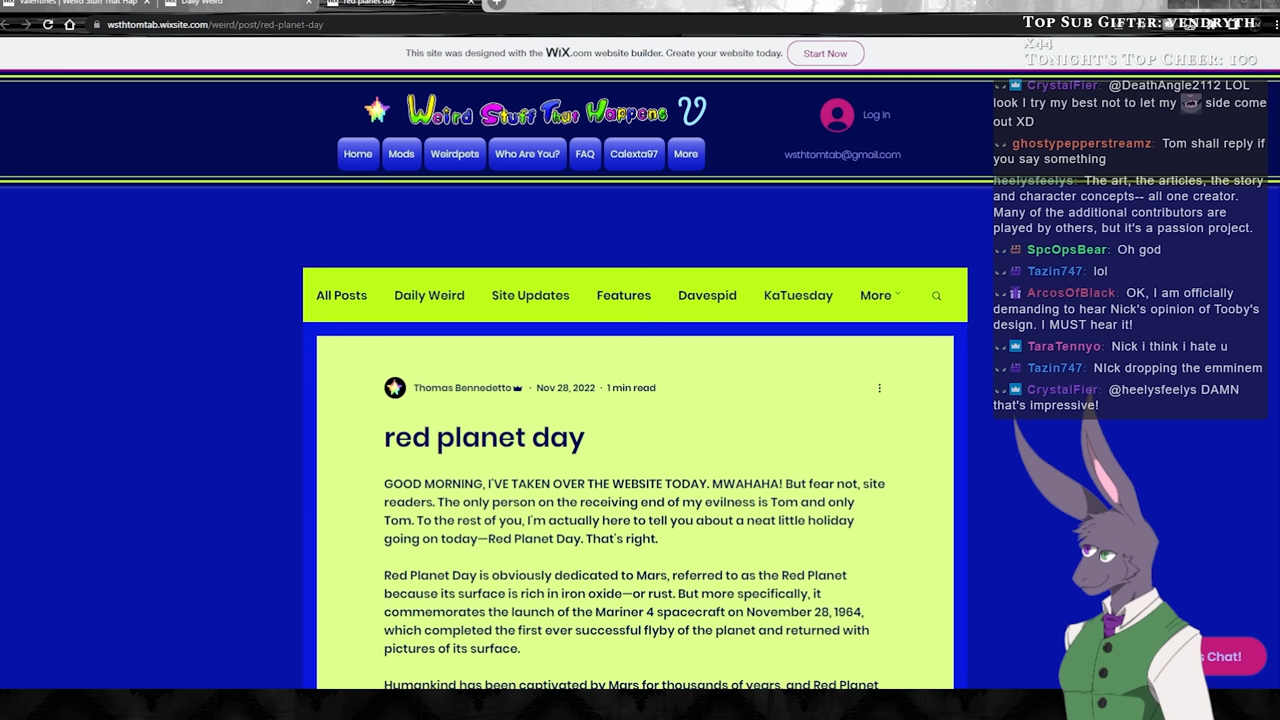 Valentines | Weird Stuff That Hap
Daily Weird
red planet day
wsthtomtab.wixsite.com/weird/post/red-planet-day
Top Sub Gifter: vendryth
x44
Tonight's Top Cheer: 100
This site was designed with the WiX.com website builder. Create your website today.
Start Now
Weird Stuff That Happens
Log In
Home
Mods
Weirdpets
Who Are You?
FAQ
Calexta97
More
wsthtomtab@gmail.com
All Posts
Daily Weird
Site Updates
Features
Davespid
KaTuesday
More
Thomas Bennedetto · Nov 28, 2022 · 1 min read
red planet day
GOOD MORNING, I'VE TAKEN OVER THE WEBSITE TODAY. MWAHAHA! But fear not, site
readers. The only person on the receiving end of my evilness is Tom and only
Tom. To the rest of you, I'm actually here to tell you about a neat little holiday
going on today—Red Planet Day. That's right.
Red Planet Day is obviously dedicated to Mars, referred to as the Red Planet
because its surface is rich in iron oxide—or rust. But more specifically, it
commemorates the launch of the Mariner 4 spacecraft on November 28, 1964,
which completed the first ever successful flyby of the planet and returned with
pictures of its surface.
Humankind has been captivated by Mars for thousands of years, and Red Planet
CrystalFier: @DeathAngle2112 LOL
look I try my best not to let my side come
out XD
ghostypepperstreamz: Tom shall reply if
you say something
heelysfeelys: The art, the articles, the story
and character concepts-- all one creator.
Many of the additional contributors are
played by others, but it's a passion project.
SpcOpsBear: Oh god
Tazin747: lol
ArcosOfBlack: OK, I am officially
demanding to hear Nick's opinion of Tooby's
design. I MUST hear it!
TaraTennyo: Nick i think i hate u
Tazin747: NIck dropping the emminem
CrystalFier: @heelysfeelys DAMN
that's impressive!
s Chat!